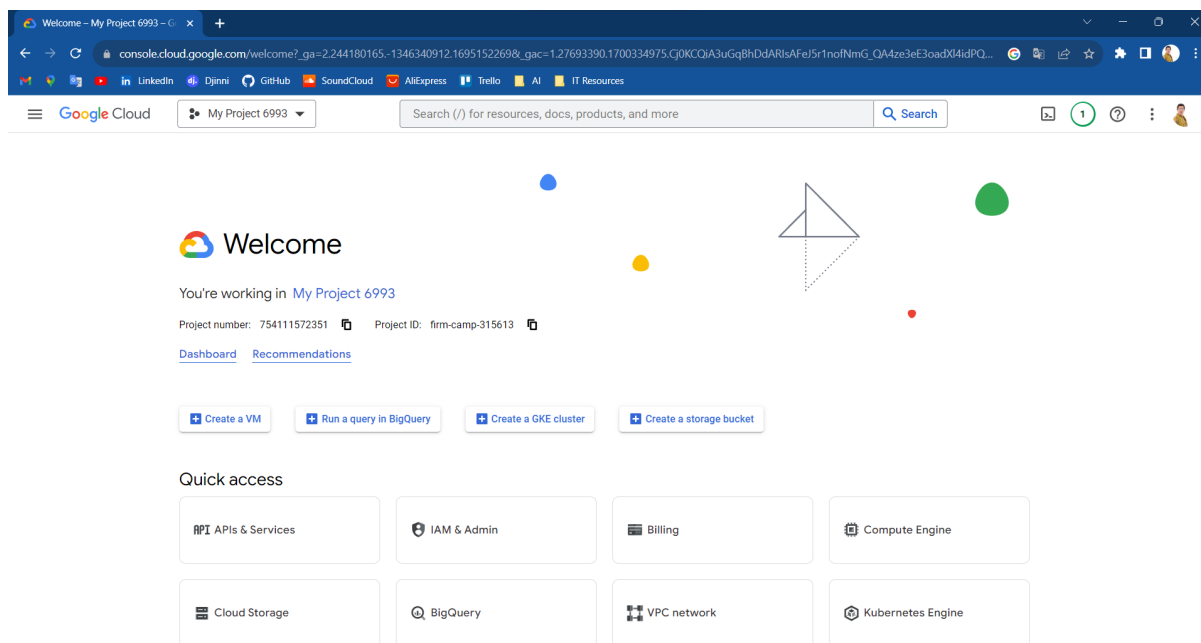 Welcome – My Project 6993 – G
console.cloud.google.com/welcome?_ga=2.244180165.-1346340912.1695152269&_gac=1.27693390.1700334975.Cj0KCQiA3uGqBhDdARIsAFeJ5r1nofNmG_QA4ze3eE3oadXl4idPQ...
LinkedIn Djinni GitHub SoundCloud AliExpress Trello AI IT Resources
Google Cloud My Project 6993 Search (/) for resources, docs, products, and more Search 1
Welcome
You're working in My Project 6993
Project number: 754111572351 Project ID: firm-camp-315613
Dashboard Recommendations
Create a VM Run a query in BigQuery Create a GKE cluster Create a storage bucket
Quick access
API APIs & Services IAM & Admin Billing Compute Engine
Cloud Storage BigQuery VPC network Kubernetes Engine